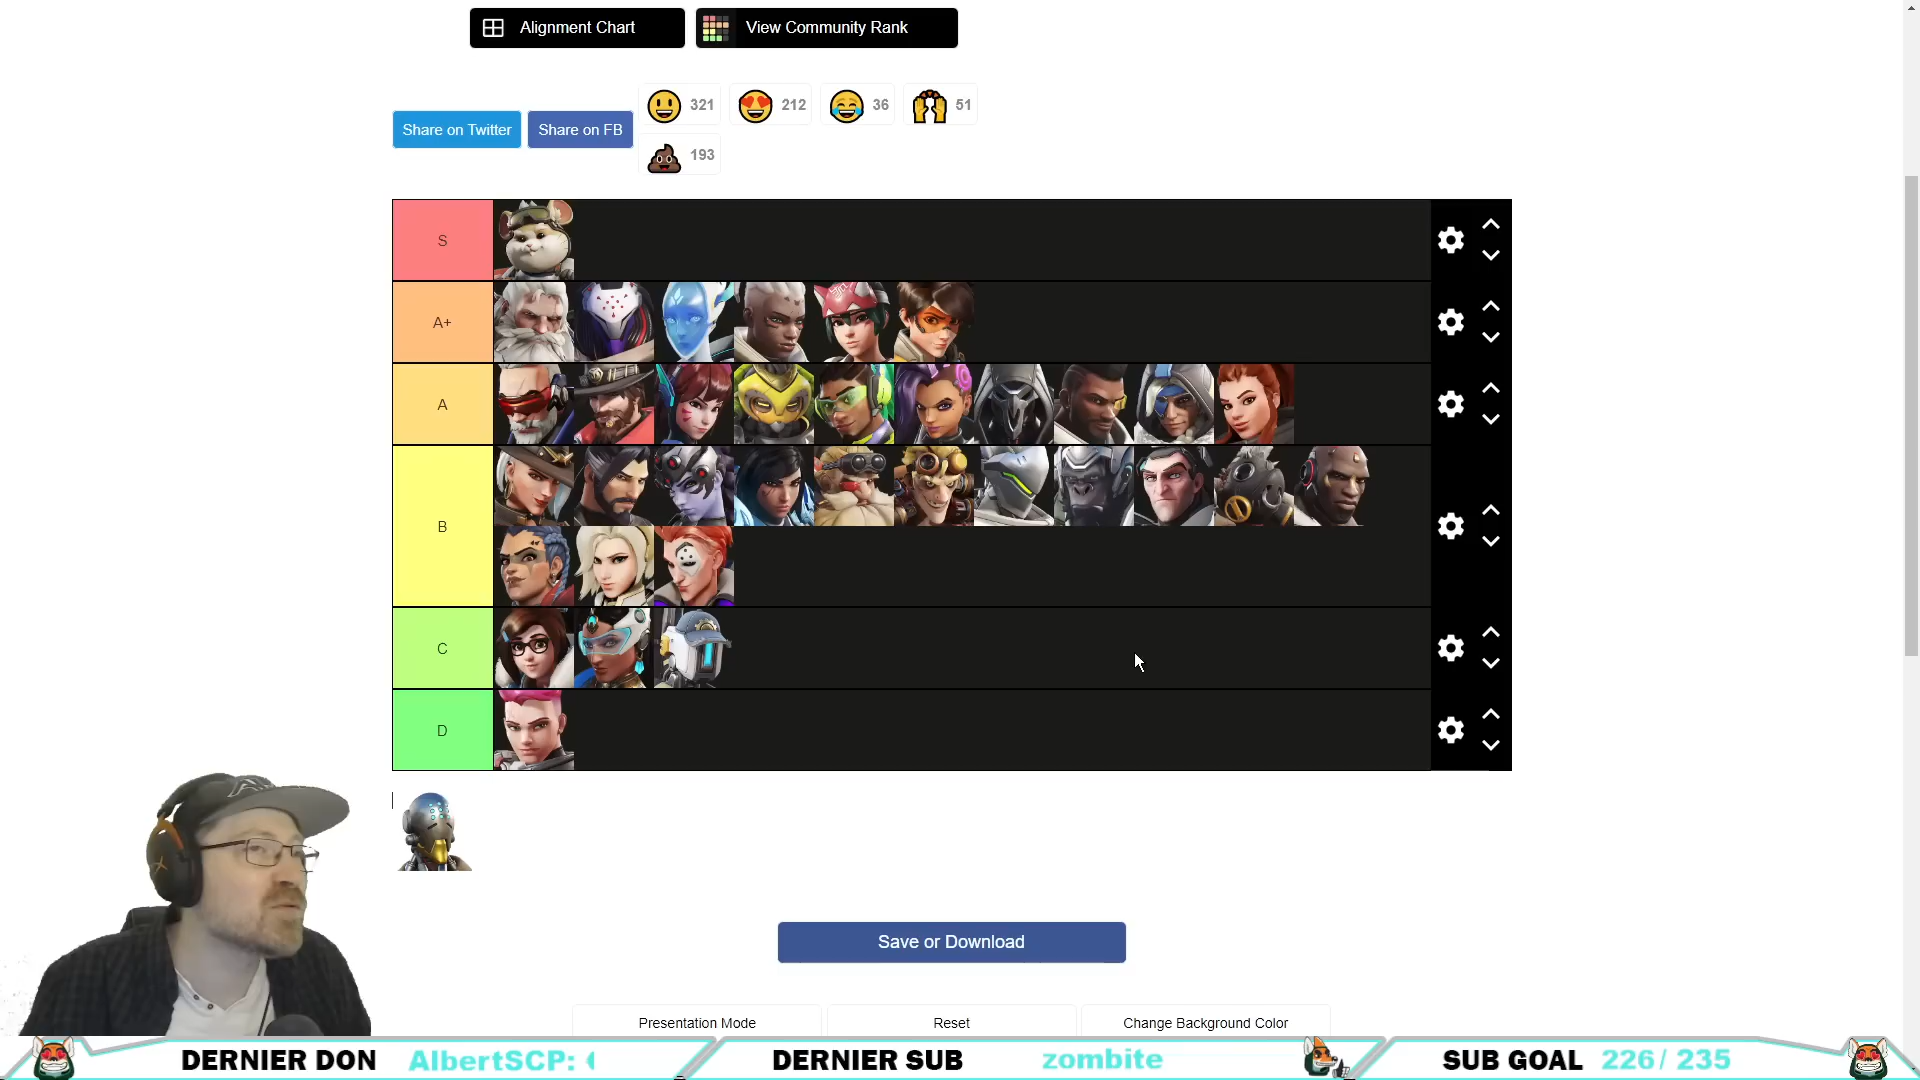 Alignment Chart
View Community Rank
321
212
36
51
Share on Twitter
Share on FB
193
S
A+
A
B
C
D
Save or Download
Presentation Mode
Reset
Change Background Color
DERNIER DON AlbertSCP:
DERNIER SUB zombite
SUB GOAL 226/ 235